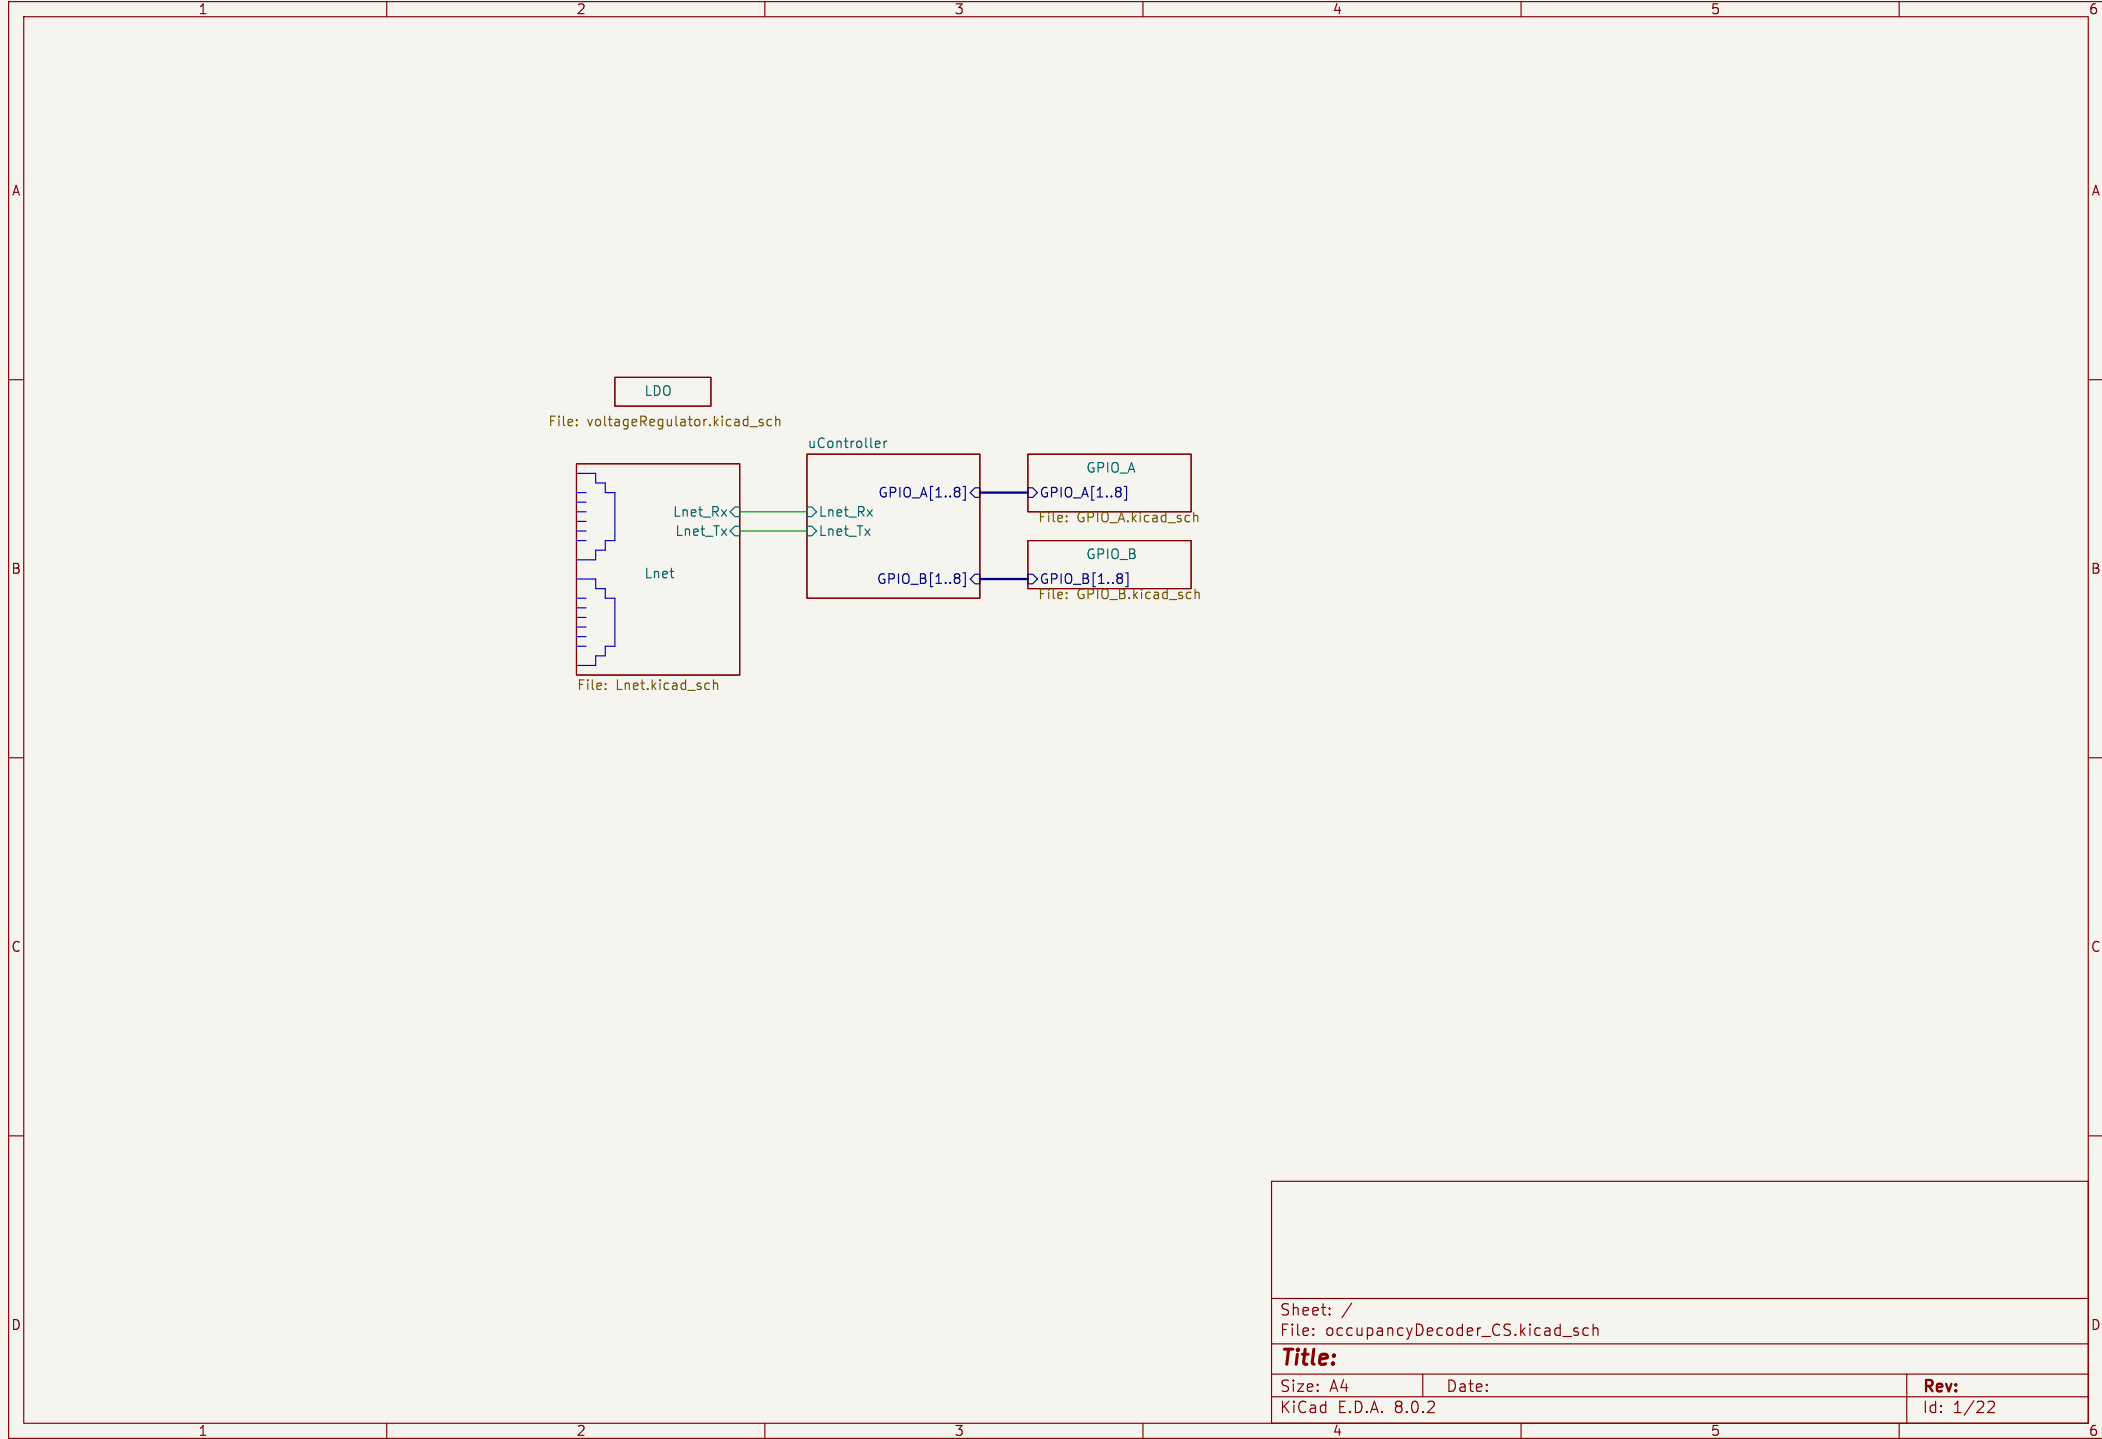 1 2 3 4 5 6
A A
LDO
File: voltageRegulator.kicad_sch
uController
GPIO_A
GPIO_A[1..8] GPIO_A[1..8]
Lnet_Rx Lnet_Rx
File: GPIO_A.kicad_sch
Lnet_Tx Lnet_Tx
GPIO_B
B B
Lnet
GPIO_B[1..8] GPIO_B[1..8]
File: GPIO_B.kicad_sch
File: Lnet.kicad_sch
C C
Sheet: /
D D
File: occupancyDecoder_CS.kicad_sch
Title:
Size: A4 Date: Rev:
KiCad E.D.A. 8.0.2 Id: 1/22
1 2 3 4 5 6